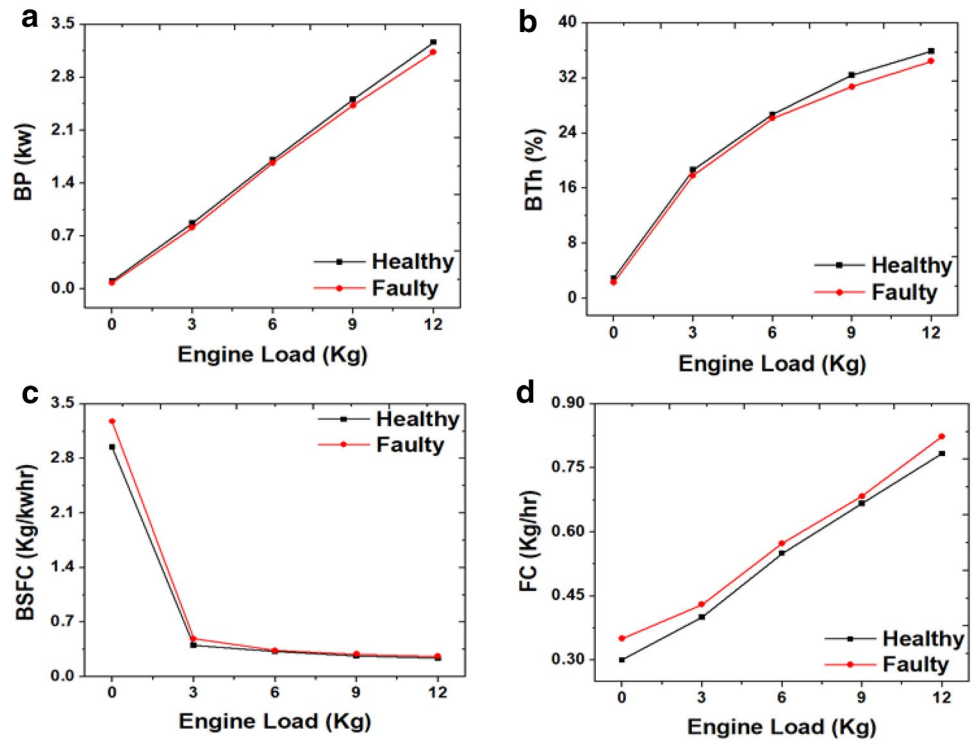 a
3.5
2.8
2.1
1.4
0.7
0.0
BP (kw)
Healthy
Faulty
0 3 6 9 12
Engine Load (Kg)
b
40
32
24
16
8
0
BTh (%)
Healthy
Faulty
0 3 6 9 12
Engine Load (Kg)
c
3.5
2.8
2.1
1.4
0.7
0.0
BSFC (Kg/kwhr)
Healthy
Faulty
0 3 6 9 12
Engine Load (Kg)
d
0.90
0.75
0.60
0.45
0.30
FC (Kg/hr)
Healthy
Faulty
0 3 6 9 12
Engine Load (Kg)